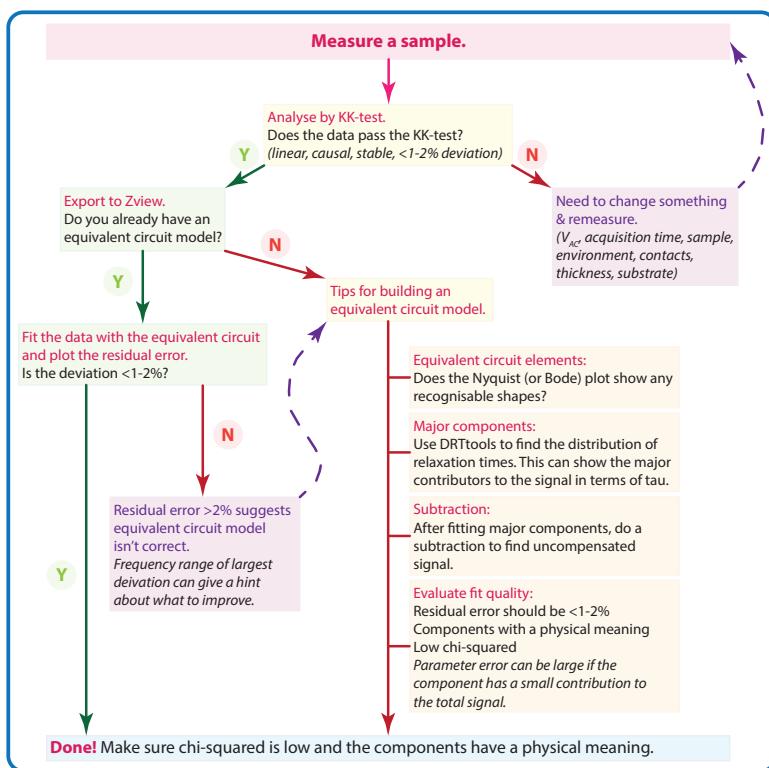 Measure a sample.
Analyse by KK-test.
Does the data pass the KK-test?
(linear, causal, stable, <1-2% deviation)
Y
N
Export to Zview.
Do you already have an
equivalent circuit model?
Need to change something
& remeasure.
(VAC, acquisition time, sample,
environment, contacts,
thickness, substrate)
N
Y
Tips for building an
equivalent circuit model.
Fit the data with the equivalent circuit
and plot the residual error.
Is the deviation <1-2%?
Equivalent circuit elements:
Does the Nyquist (or Bode) plot show any
recognisable shapes?
N
Major components:
Use DRTtools to find the distribution of
relaxation times. This can show the major
contributors to the signal in terms of tau.
Residual error >2% suggests
equivalent circuit model
isn't correct.
Frequency range of largest
deivation can give a hint
about what to improve.
Y
Subtraction:
After fitting major components, do a
subtraction to find uncompensated
signal.
Evaluate fit quality:
Residual error should be <1-2%
Components with a physical meaning
Low chi-squared
Parameter error can be large if the
component has a small contribution to
the total signal.
Done! Make sure chi-squared is low and the components have a physical meaning.